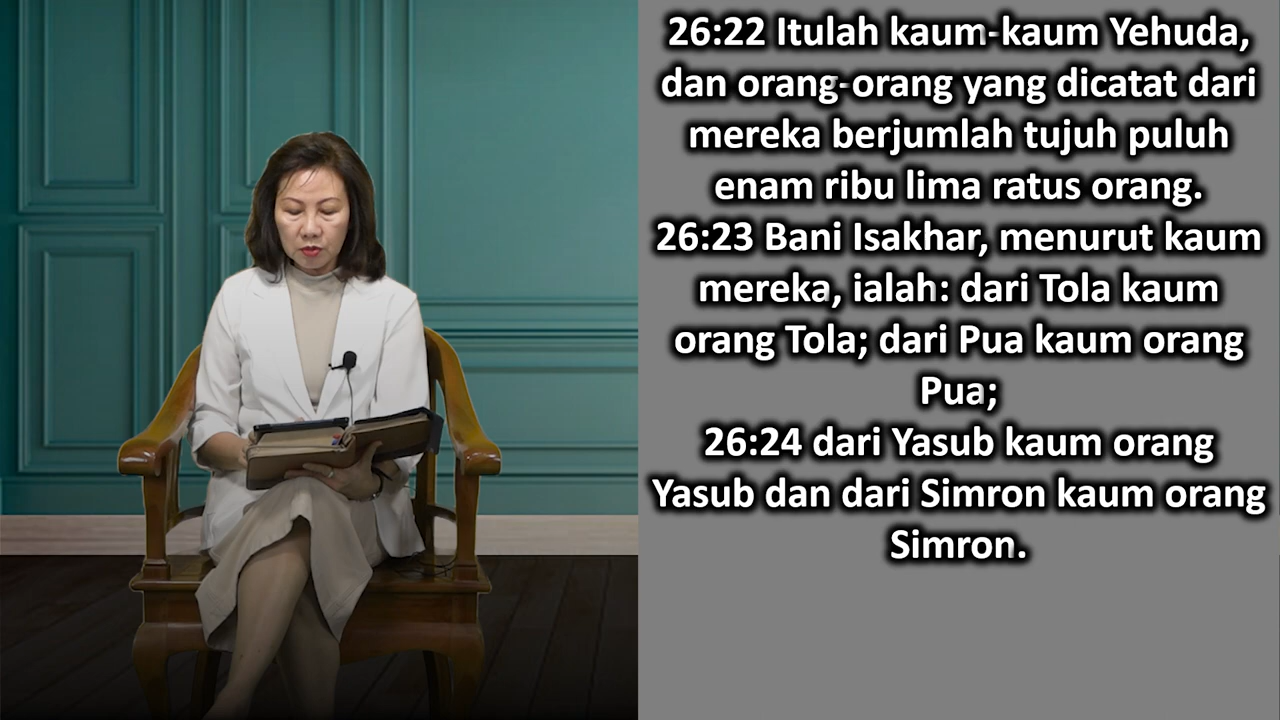 26:22 Itulah kaum-kaum Yehuda,
dan orang-orang yang dicatat dari
mereka berjumlah tujuh puluh
enam ribu lima ratus orang.
26:23 Bani Isakhar, menurut kaum
mereka, ialah: dari Tola kaum
orang Tola; dari Pua kaum orang
Pua;
26:24 dari Yasub kaum orang
Yasub dan dari Simron kaum orang
Simron.